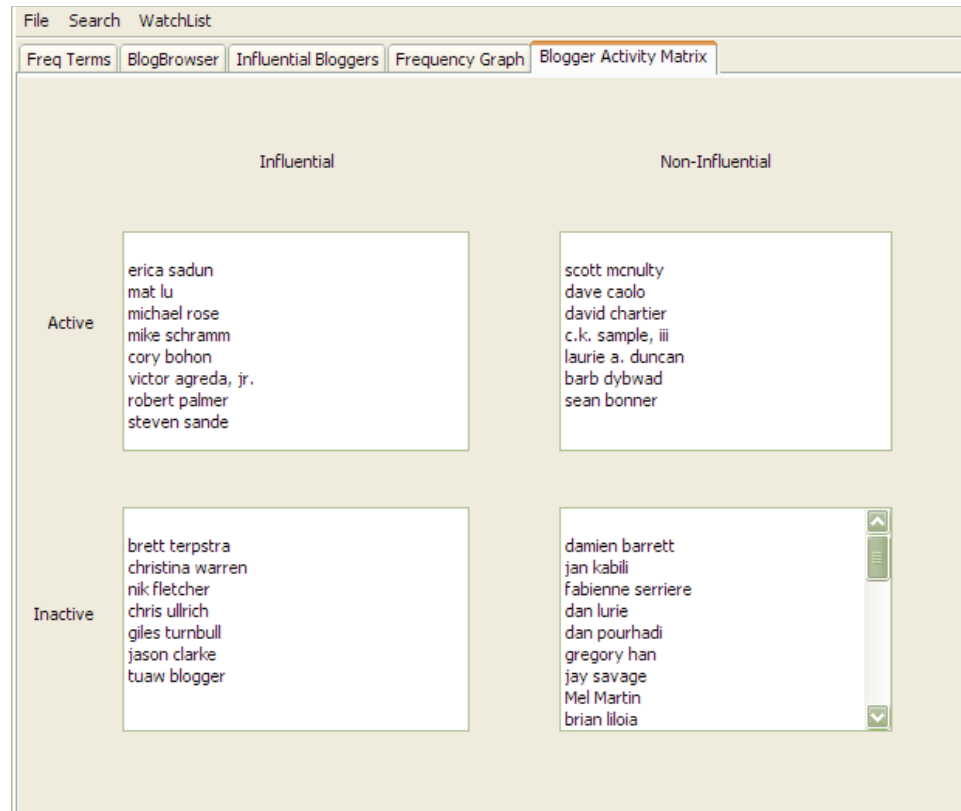 File Search WatchList
Freq Terms BlogBrowser Influential Bloggers Frequency Graph Blogger Activity Matrix
Influential Non-Influential
Active
erica sadun
mat lu
michael rose
mike schramm
cory bohon
victor agreda, jr.
robert palmer
steven sande
scott mcnulty
dave caolo
david chartier
c.k. sample, iii
laurie a. duncan
barb dybwad
sean bonner
Inactive
brett terpstra
christina warren
nik fletcher
chris ullrich
giles turnbull
jason clarke
tuaw blogger
damien barrett
jan kabili
fabienne serriere
dan lurie
dan pourhadi
gregory han
jay savage
Mel Martin
brian liloia